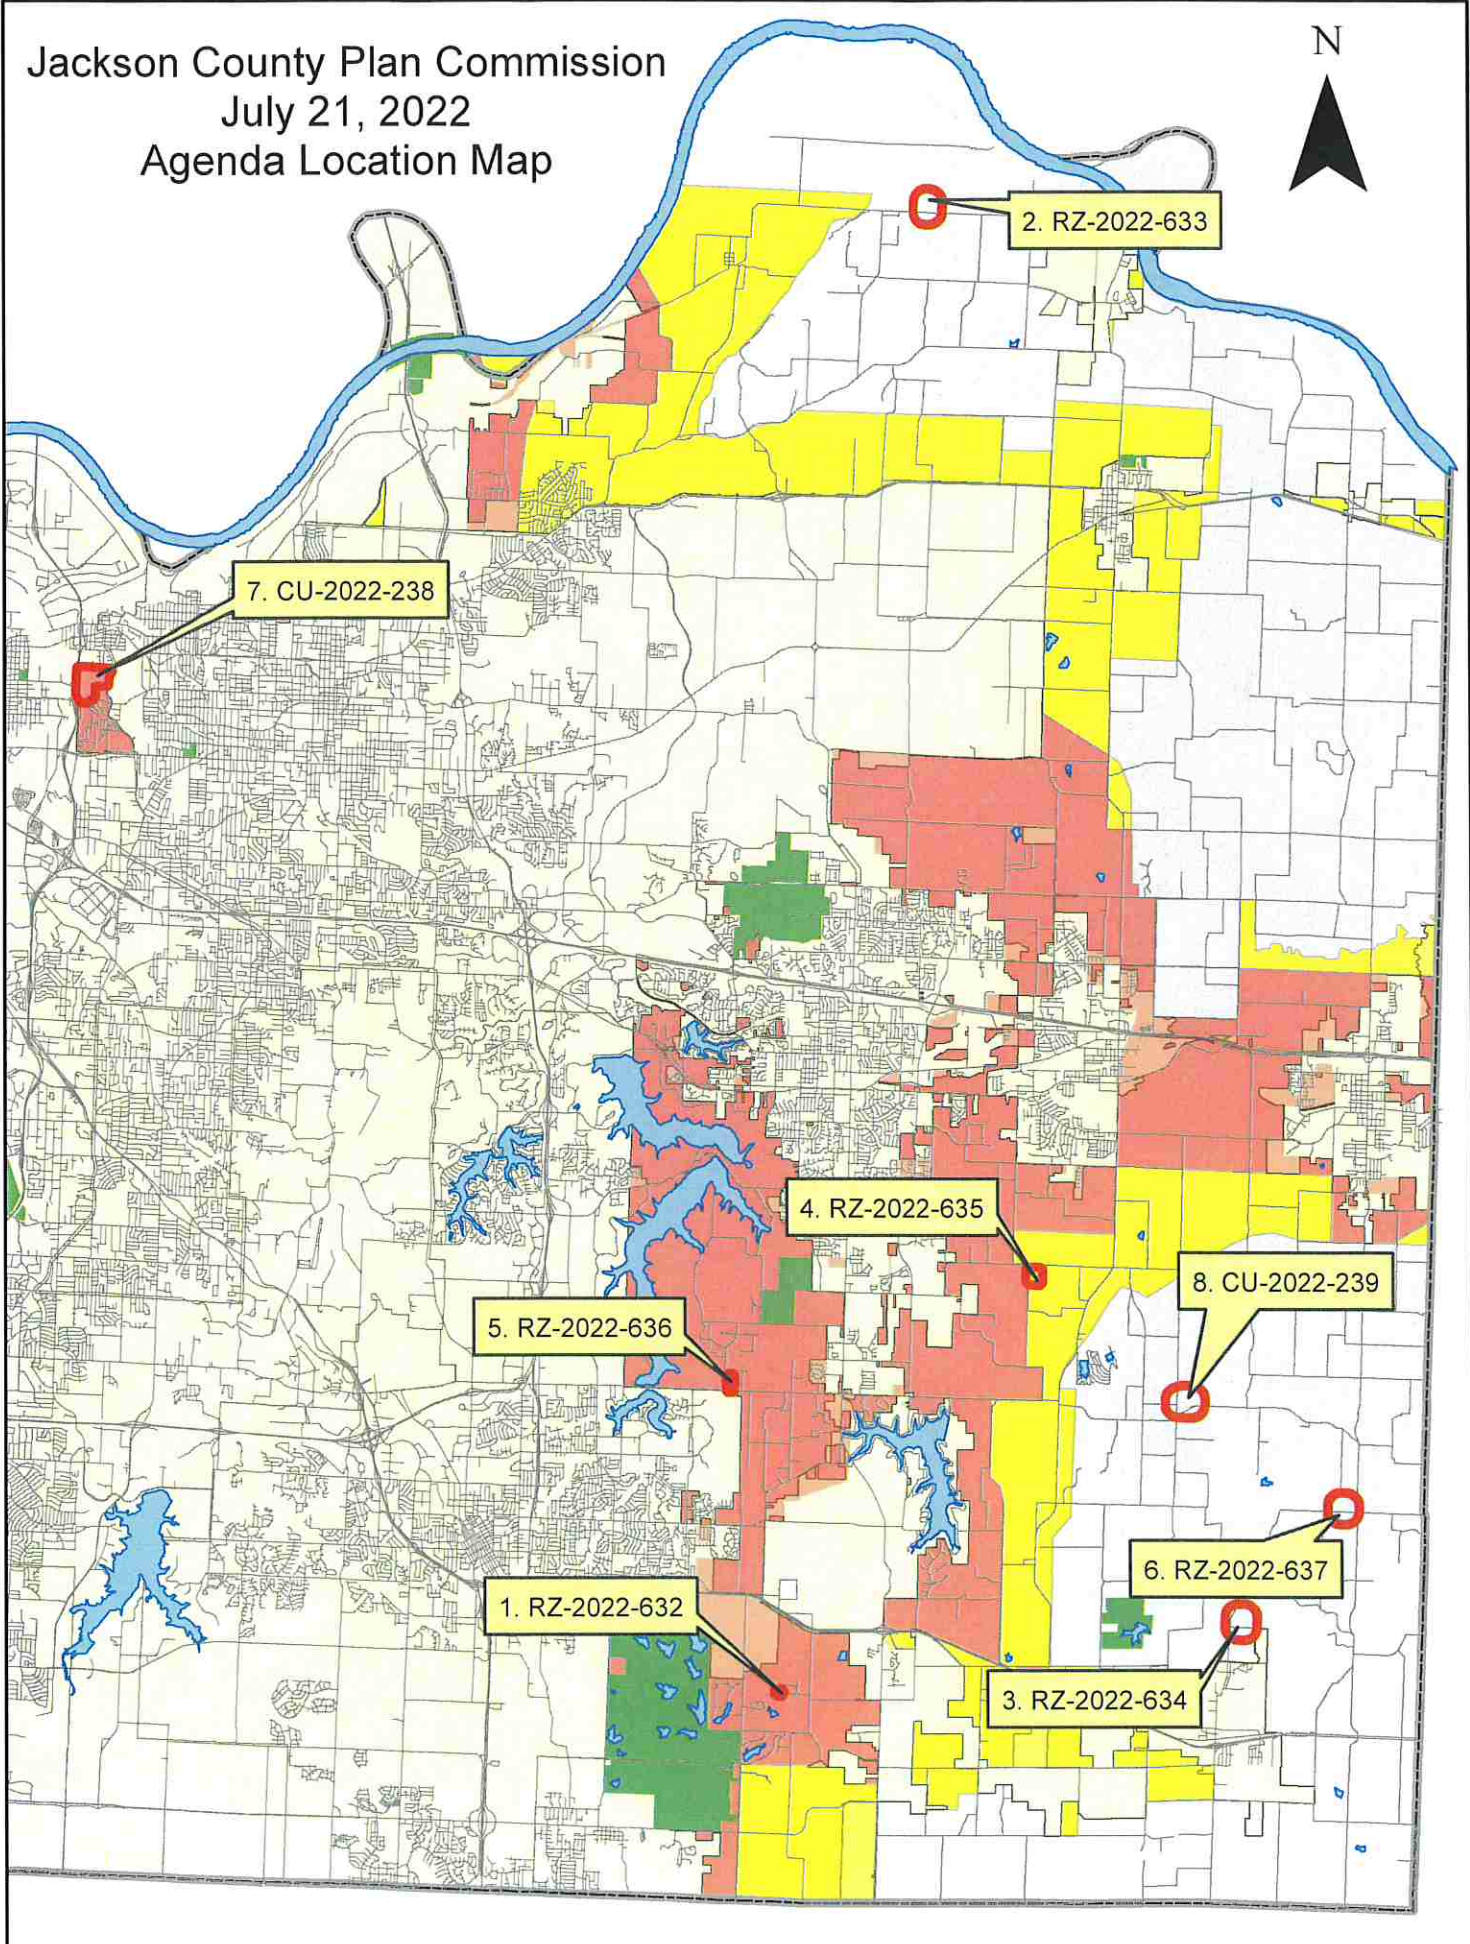 Jackson County Plan Commission
July 21, 2022
Agenda Location Map
N
2. RZ-2022-633
7. CU-2022-238
4. RZ-2022-635
8. CU-2022-239
5. RZ-2022-636
6. RZ-2022-637
1. RZ-2022-632
3. RZ-2022-634